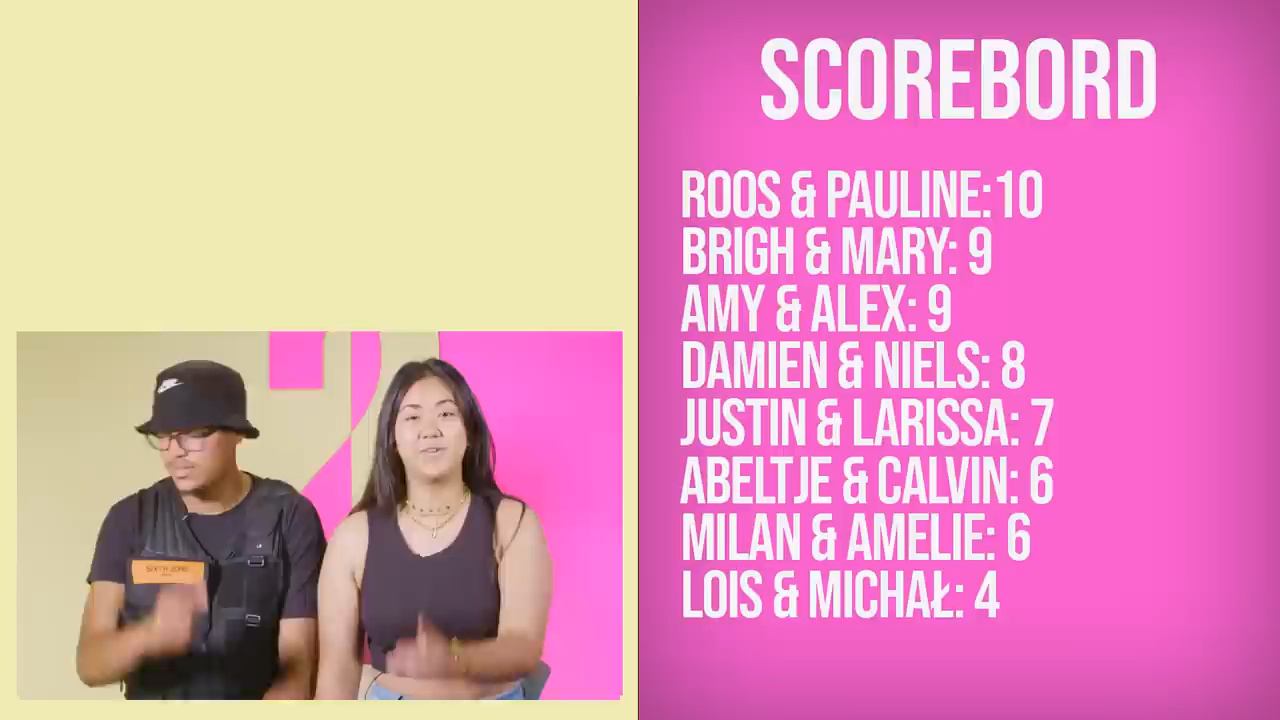 SCOREBORD
ROOS & PAULINE:10
BRIGH & MARY: 9
AMY & ALEX: 9
DAMIEN & NIELS: 8
JUSTIN & LARISSA: 7
ABELTJE & CALVIN: 6
MILAN & AMELIE: 6
LOIS & MICHAŁ: 4